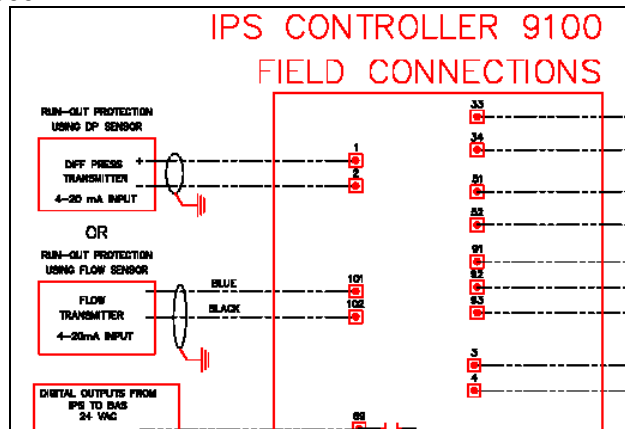 IPS CONTROLLER 9100
FIELD CONNECTIONS
RUN-OUT PROTECTION
USING DP SENSOR
DIFF PRESS
TRANSMITTER
4-20 mA INPUT
+
-
1
2
OR
RUN-OUT PROTECTION
USING FLOW SENSOR
FLOW
TRANSMITTER
4-20mA INPUT
BLUE
BLACK
101
102
DIGITAL OUTPUTS FROM
IPS TO BAS
24 VAC
69
33
34
51
52
91
92
93
3
4